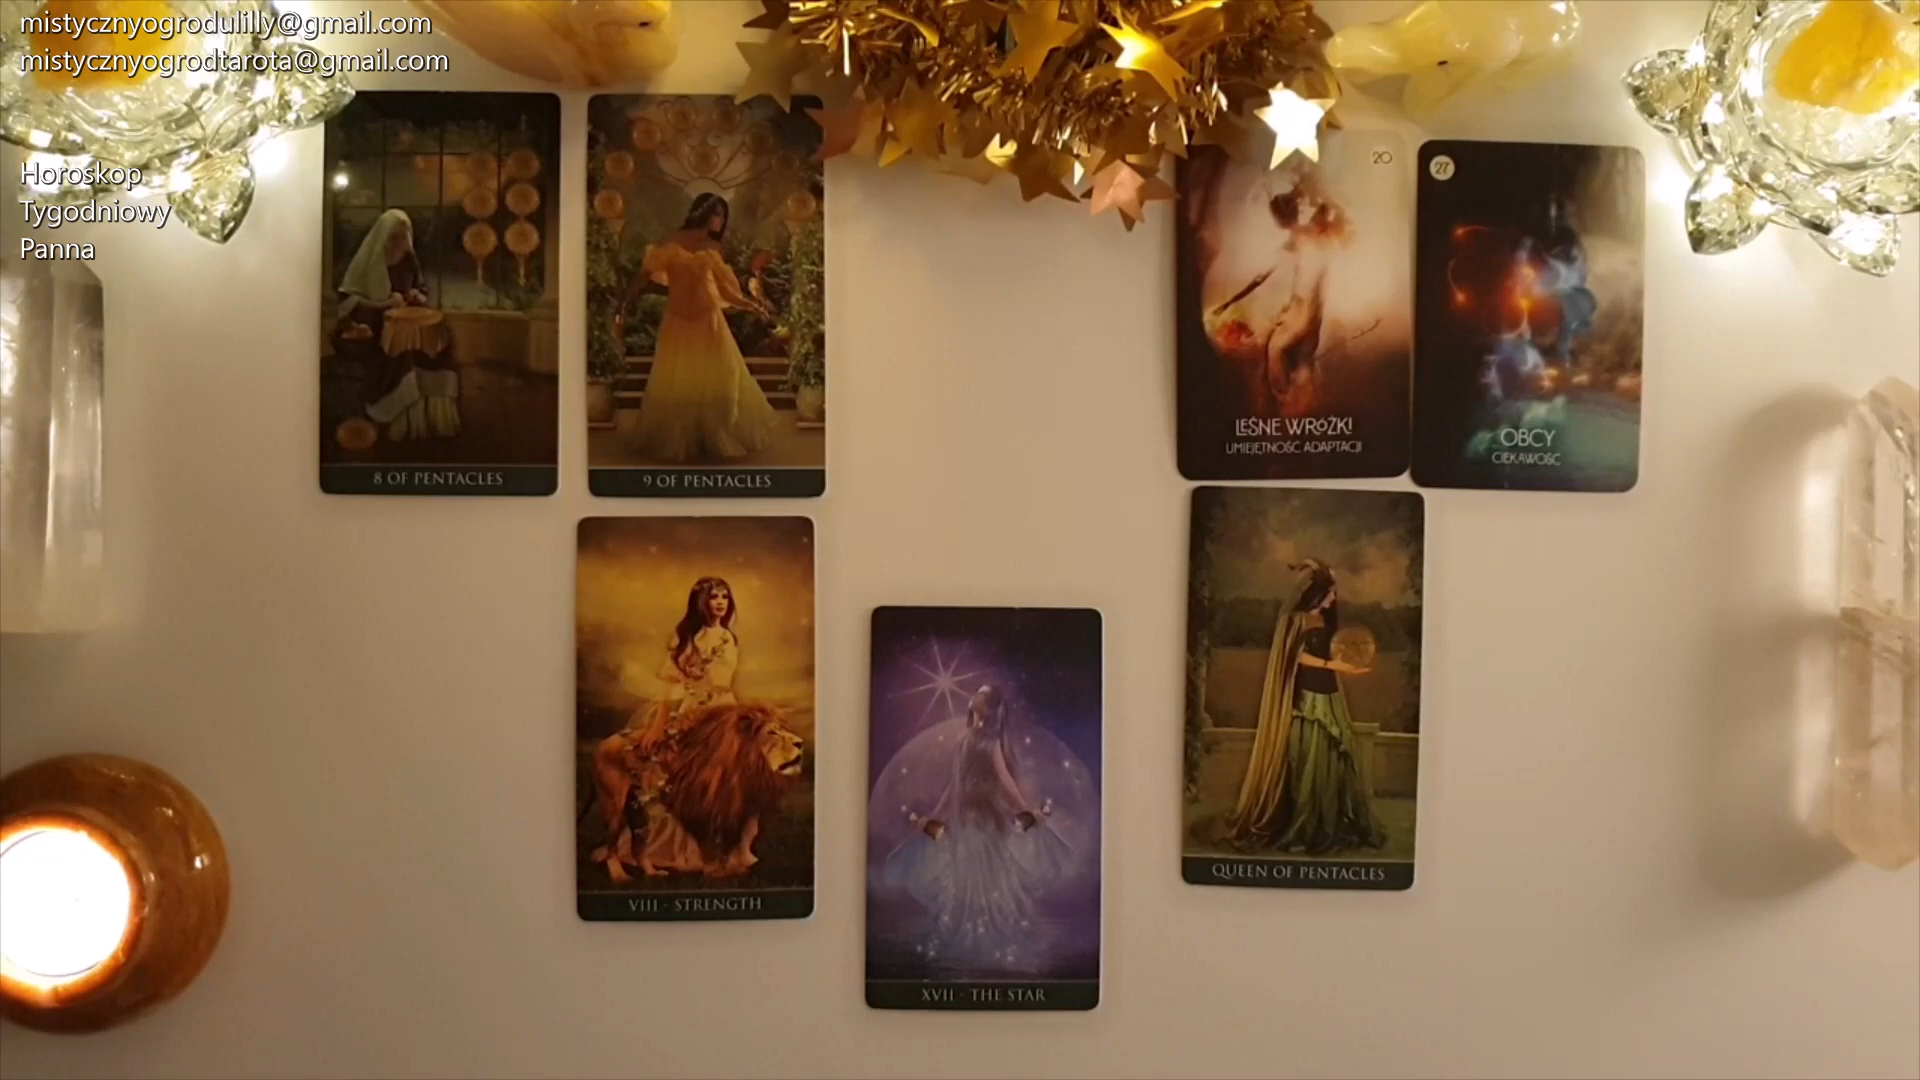 mistycznyogrodulilly@gmail.com
mistycznyogrodtarota@gmail.com
Horoskop
Tygodniowy
Panna
8 OF PENTACLES
9 OF PENTACLES
20
LEŚNE WRÓŻKI
UMIEJĘTNOŚĆ ADAPTACJI
27
OBCY
CIEKAWOŚĆ
VIII - STRENGTH
XVII - THE STAR
QUEEN OF PENTACLES